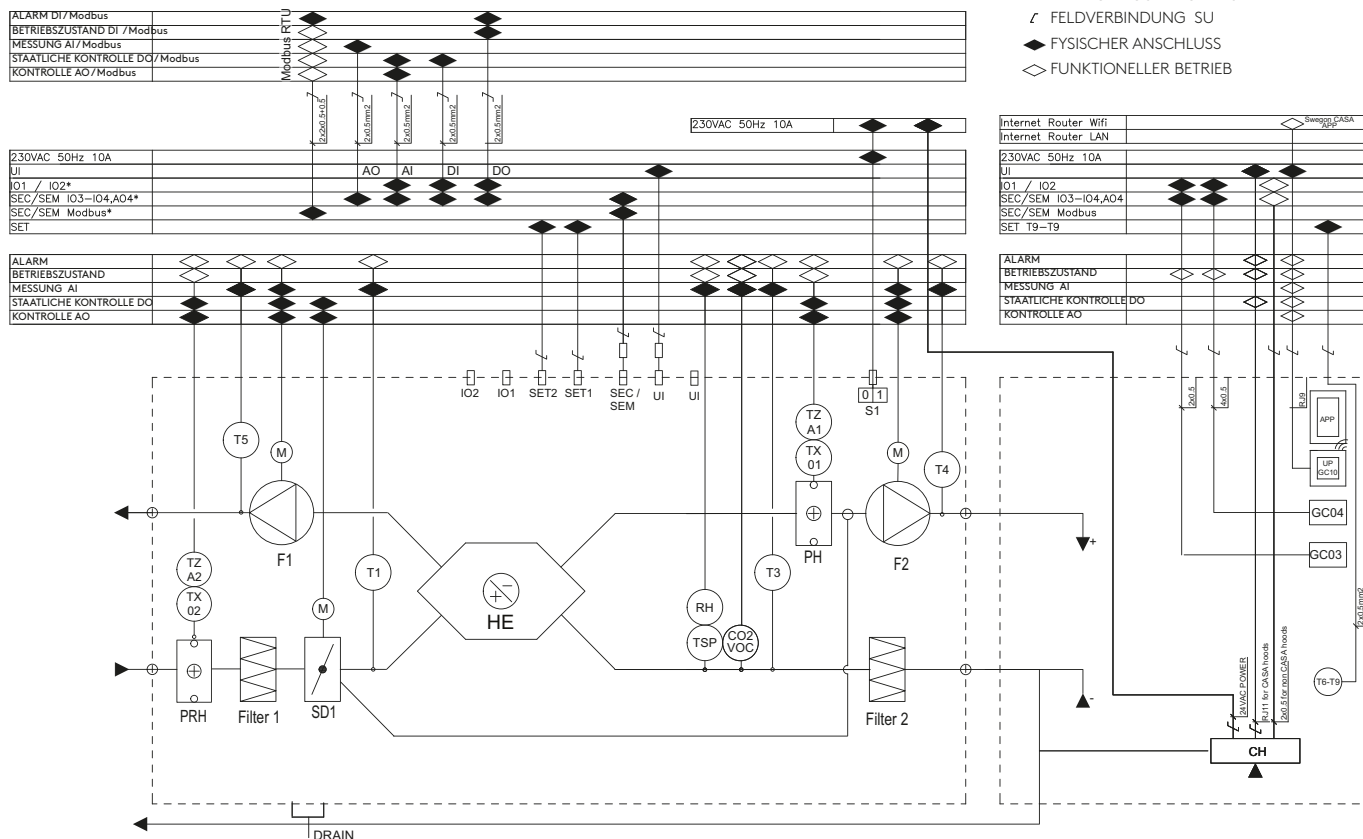 FELDVERBINDUNG SU
FYSISCHER ANSCHLUSS
FUNKTIONELLER BETRIEB
ALARM DI/Modbus
BETRIEBSZUSTAND DI /Modbus
MESSUNG AI/Modbus
STAATLICHE KONTROLLE DO/Modbus
KONTROLLE AO/Modbus
Modbus RTU
2x2x0.5+0.5
2x0.5mm2
2x0.5mm2
2x0.5mm2
2x0.5mm2
230VAC 50Hz 10A
Internet Router Wifi
Internet Router LAN
Swegon CASA
APP
230VAC 50Hz 10A
UI
IO1 / IO2*
SEC/SEM IO3-IO4,AO4*
SEC/SEM Modbus*
SET
AO AI DI DO
230VAC 50Hz 10A
UI
IO1 / IO2
SEC/SEM IO3-IO4,AO4
SEC/SEM Modbus
SET T9-T9
ALARM
BETRIEBSZUSTAND
MESSUNG AI
STAATLICHE KONTROLLE DO
KONTROLLE AO
ALARM
BETRIEBSZUSTAND
MESSUNG AI
STAATLICHE KONTROLLE DO
KONTROLLE AO
IO2
IO1
SET2
SET1
SEC /
SEM
UI
UI
0 1
S1
2x0.5
4x0.5
RJ9
APP
UP
GC10
GC04
GC03
12x0.5mm2
T6-T9
T5
M
F1
TZ
A2
TX
02
PRH
Filter 1
M
SD1
T1
HE
RH
TSP
CO2
VOC
T3
TZ
A1
TX
01
PH
M
F2
T4
Filter 2
+
-
24VAC POWER
RJ11 for CASA hoods
2x0.5 for non CASA hoods
CH
DRAIN